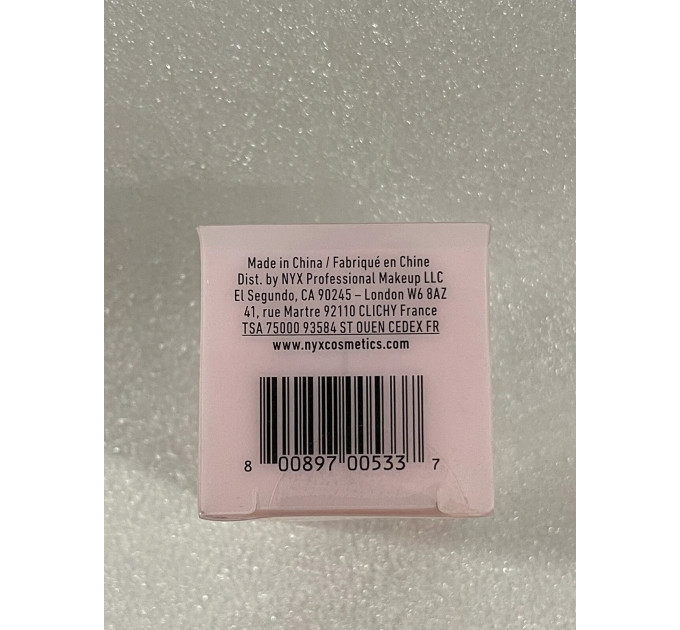 Made in China / Fabriqué en Chine
Dist. by NYX Professional Makeup LLC
El Segundo, CA 90245 – London W6 8AZ
41, rue Martre 92110 CLICHY France
TSA 75000 93584 ST OUEN CEDEX FR
www.nyxcosmetics.com
8 00897 00533 7